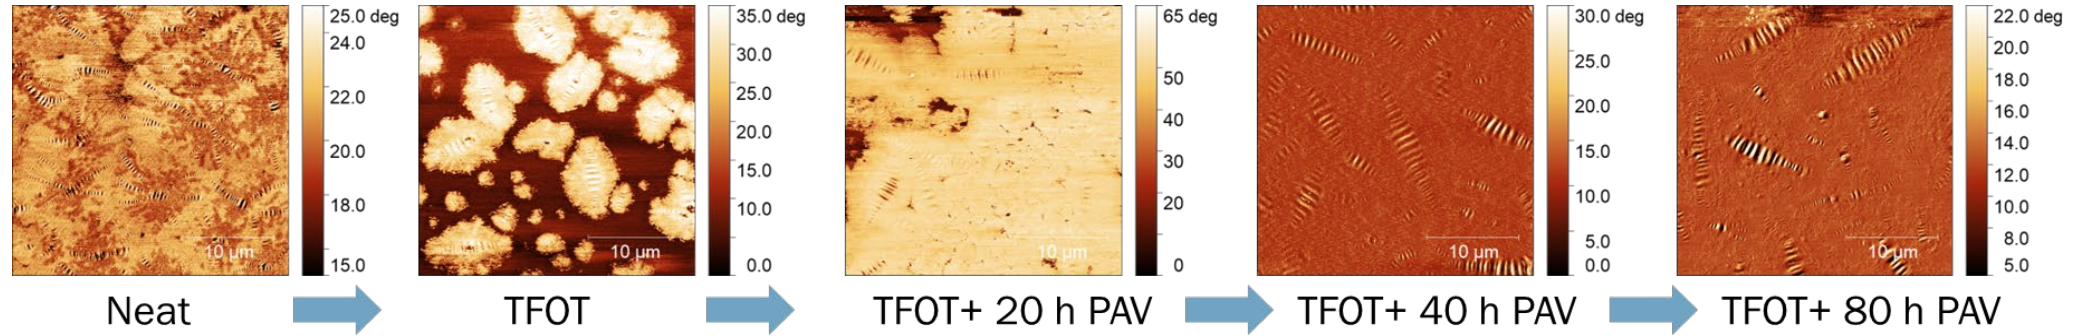 25.0 deg
24.0
22.0
20.0
18.0
15.0
10 μm
Neat
35.0 deg
30.0
25.0
20.0
15.0
10.0
0.0
10 μm
TFOT
65 deg
50
40
30
20
0
10 μm
TFOT+ 20 h PAV
30.0 deg
25.0
20.0
15.0
10.0
5.0
0.0
10 μm
TFOT+ 40 h PAV
22.0 deg
20.0
18.0
16.0
14.0
12.0
10.0
8.0
5.0
10 μm
TFOT+ 80 h PAV